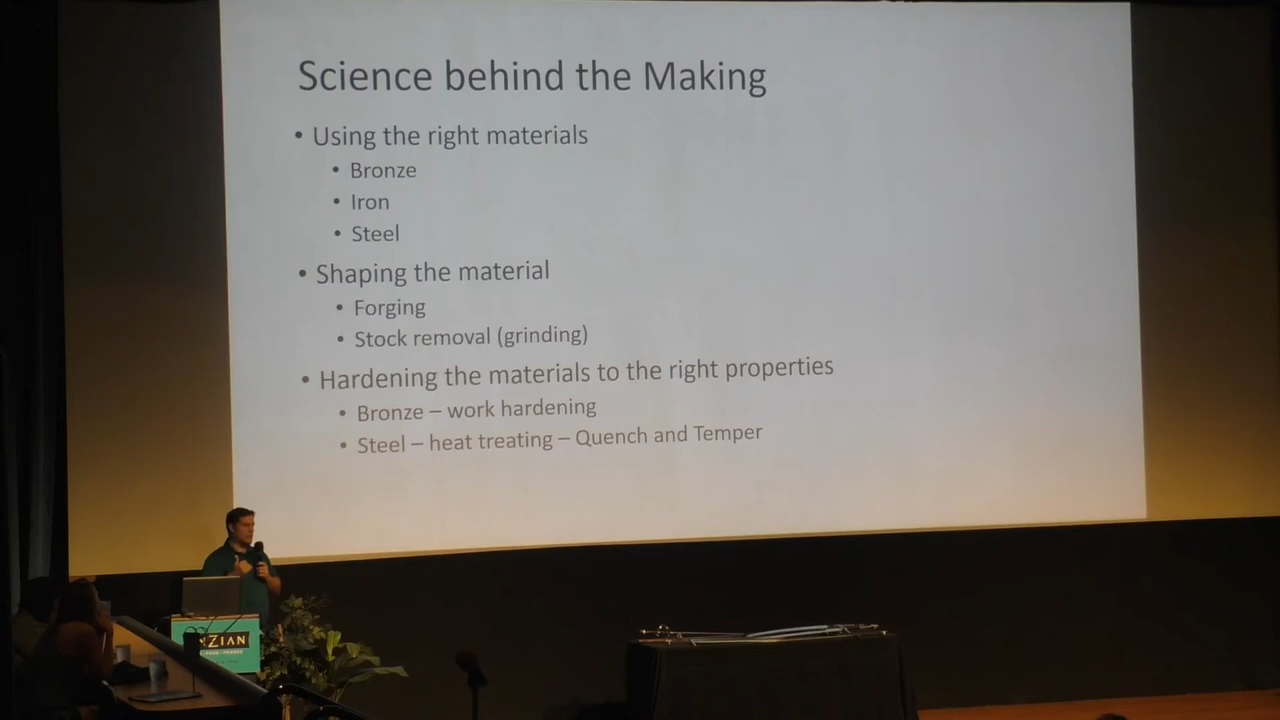 Science behind the Making
• Using the right materials
• Bronze
• Iron
• Steel
• Shaping the material
• Forging
• Stock removal (grinding)
• Hardening the materials to the right properties
• Bronze – work hardening
• Steel – heat treating – Quench and Temper
NZIAN